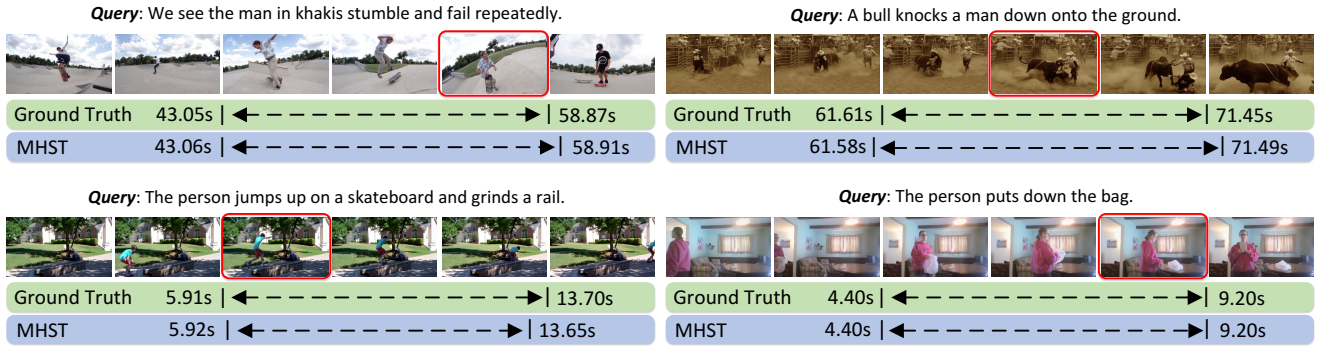 Query: We see the man in khakis stumble and fail repeatedly.
Ground Truth 43.05s 58.87s
MHST 43.06s 58.91s
Query: A bull knocks a man down onto the ground.
Ground Truth 61.61s 71.45s
MHST 61.58s 71.49s
Query: The person jumps up on a skateboard and grinds a rail.
Ground Truth 5.91s 13.70s
MHST 5.92s 13.65s
Query: The person puts down the bag.
Ground Truth 4.40s 9.20s
MHST 4.40s 9.20s